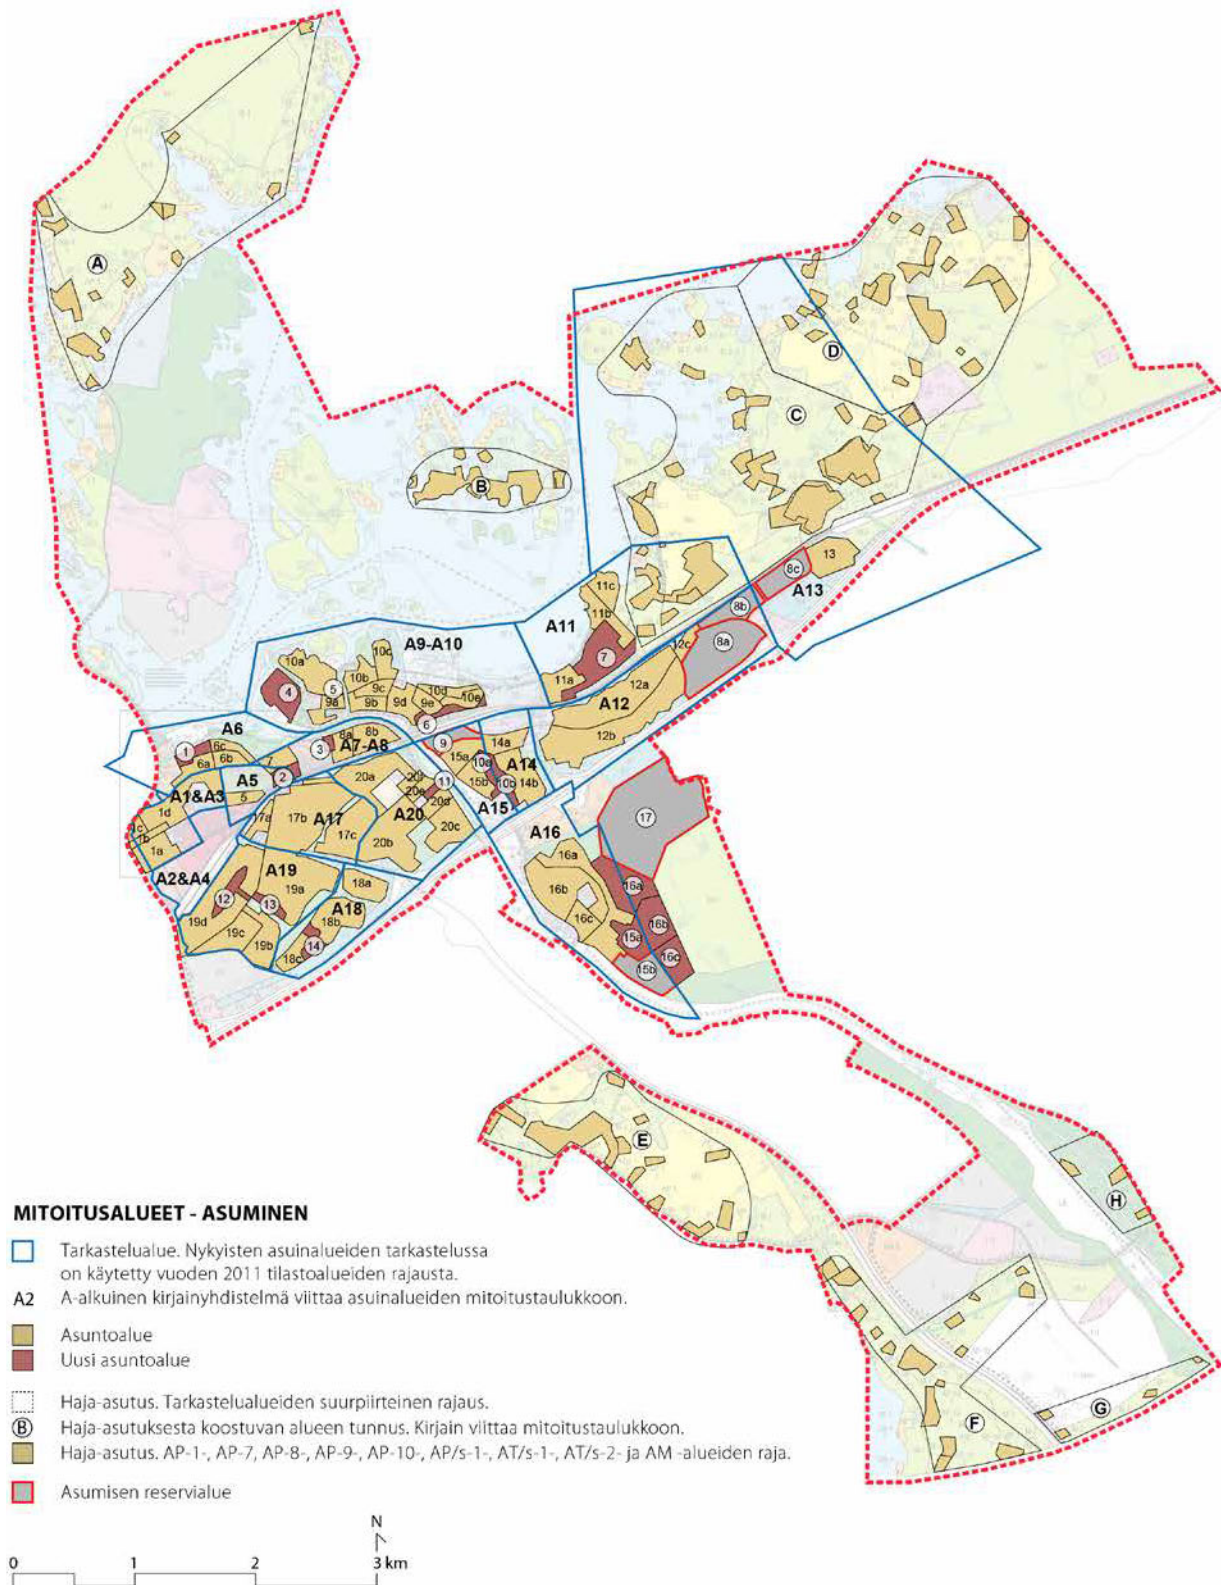 A
D
C
B
11c
13
8c
A13
11b
8b
A11
A9-A10
10c
7
8a
10a
12c
10b
5
4
9c
11a
12a
10d
10e
9a
9b
9d
9e
A12
6
A6
8b
8a
12b
3
A7-A8
9
14a
1
6c
6b
7
15a
10a
A14
6a
A5
2
20a
20f
11
15b
10b
14b
A1&A3
5
20e
20d
A15
17
1d
17b
A20
17a
A17
20c
1c
17c
A16
1b
1a
20b
16a
A2&A4
A19
18a
16a
19a
16b
12
13
A18
16c
16b
19d
18b
15a
19c
19b
14
16c
18c
15b
E
H
G
F
MITOITUSALUEET - ASUMINEN
Tarkastelualue. Nykyisten asuinalueiden tarkastelussa
on käytetty vuoden 2011 tilastoalueiden rajausta.
A2 A-alkuinen kirjainyhdistelmä viittaa asuinalueiden mitoitustaulukkoon.
Asuntoalue
Uusi asuntoalue
Haja-asutus. Tarkastelualueiden suurpiirteinen rajaus.
B Haja-asutuksesta koostuvan alueen tunnus. Kirjain viittaa mitoitustaulukkoon.
Haja-asutus. AP-1-, AP-7, AP-8-, AP-9-, AP-10-, AP/s-1-, AT/s-1-, AT/s-2- ja AM -alueiden raja.
Asumisen reservialue
N
0 1 2 3 km